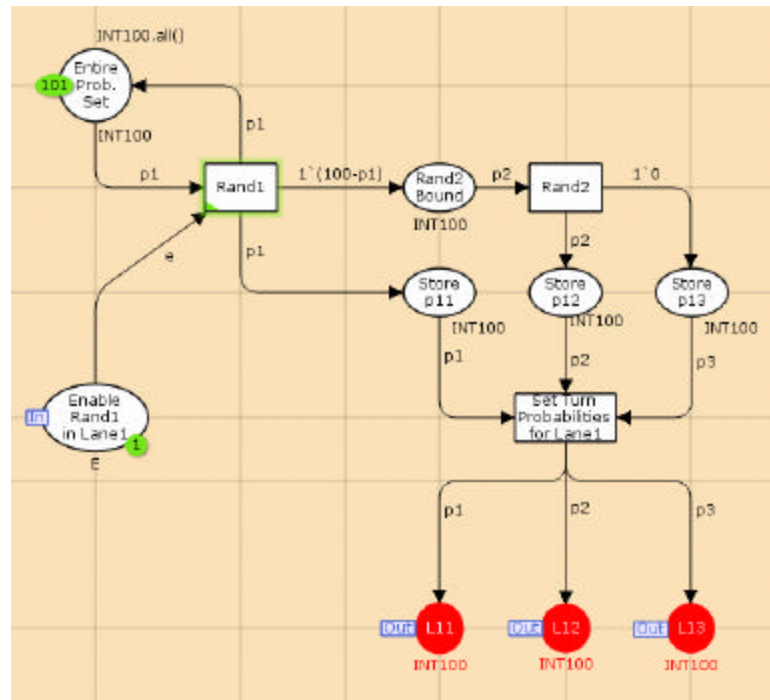 INT100.all()
Entire
Prob.
Set
101
INT100
p1
p1
Rand1
1`(100-p1)
Rand2
Bound
INT100
p2
Rand2
1`0
e
p1
p2
Store
p11
INT100
Store
p12
INT100
Store
p13
INT100
p1
p2
p3
In
Enable
Rand1
in Lane1
1
E
Set Turn
Probabilities
for Lane1
p1
p2
p3
Out
L11
INT100
Out
L12
INT100
Out
L13
INT100